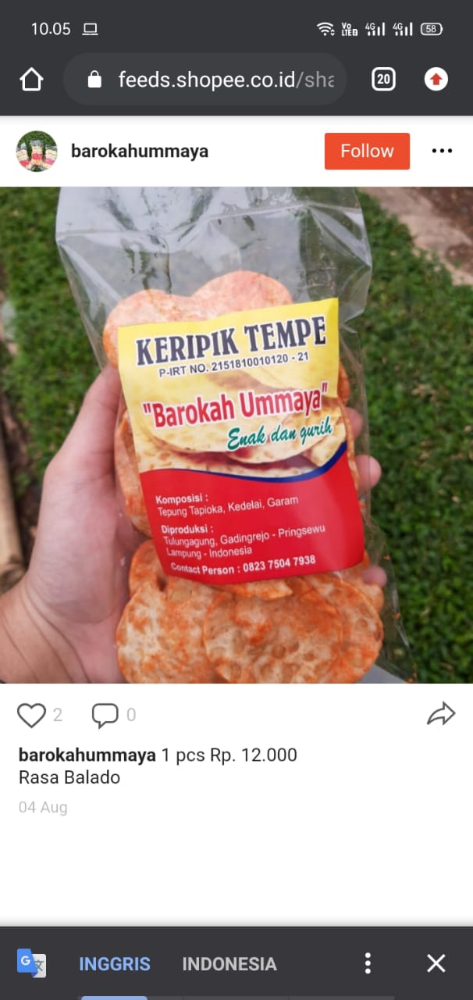 10.05
Vo LTE2 4G 4G 58
feeds.shopee.co.id/sha
20
barokahummaya
Follow
KERIPIK TEMPE
P-IRT NO. 2151810010120 - 21
"Barokah Ummaya"
Enak dan gurih
Komposisi :
Tepung Tapioka, Kedelai, Garam
Diproduksi :
Tulungagung, Gadingrejo - Pringsewu
Lampung - Indonesia
Contact Person : 0823 7504 7938
2
0
barokahummaya 1 pcs Rp. 12.000
Rasa Balado
04 Aug
G 文
INGGRIS
INDONESIA